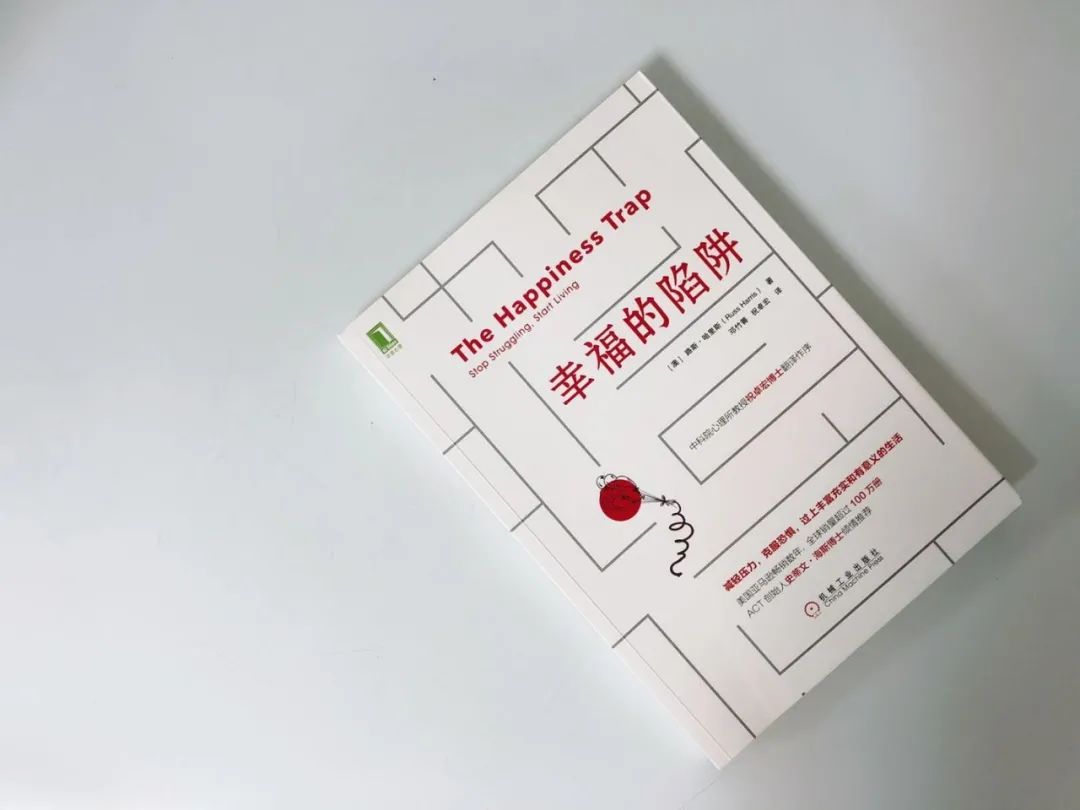 The Happiness Trap
Stop Struggling, Start Living
幸福的陷阱
[澳] 路斯·哈里斯（Russ Harris） 著
邓竹箐 祝卓宏 译
中科院心理所教授祝卓宏博士翻译作序
减轻压力，克服恐惧，过上丰富充实和有意义的生活
美国亚马逊畅销数年，全球销量超过100万册
ACT 创始人史蒂文·海斯博士倾情推荐
机械工业出版社
China Machine Press